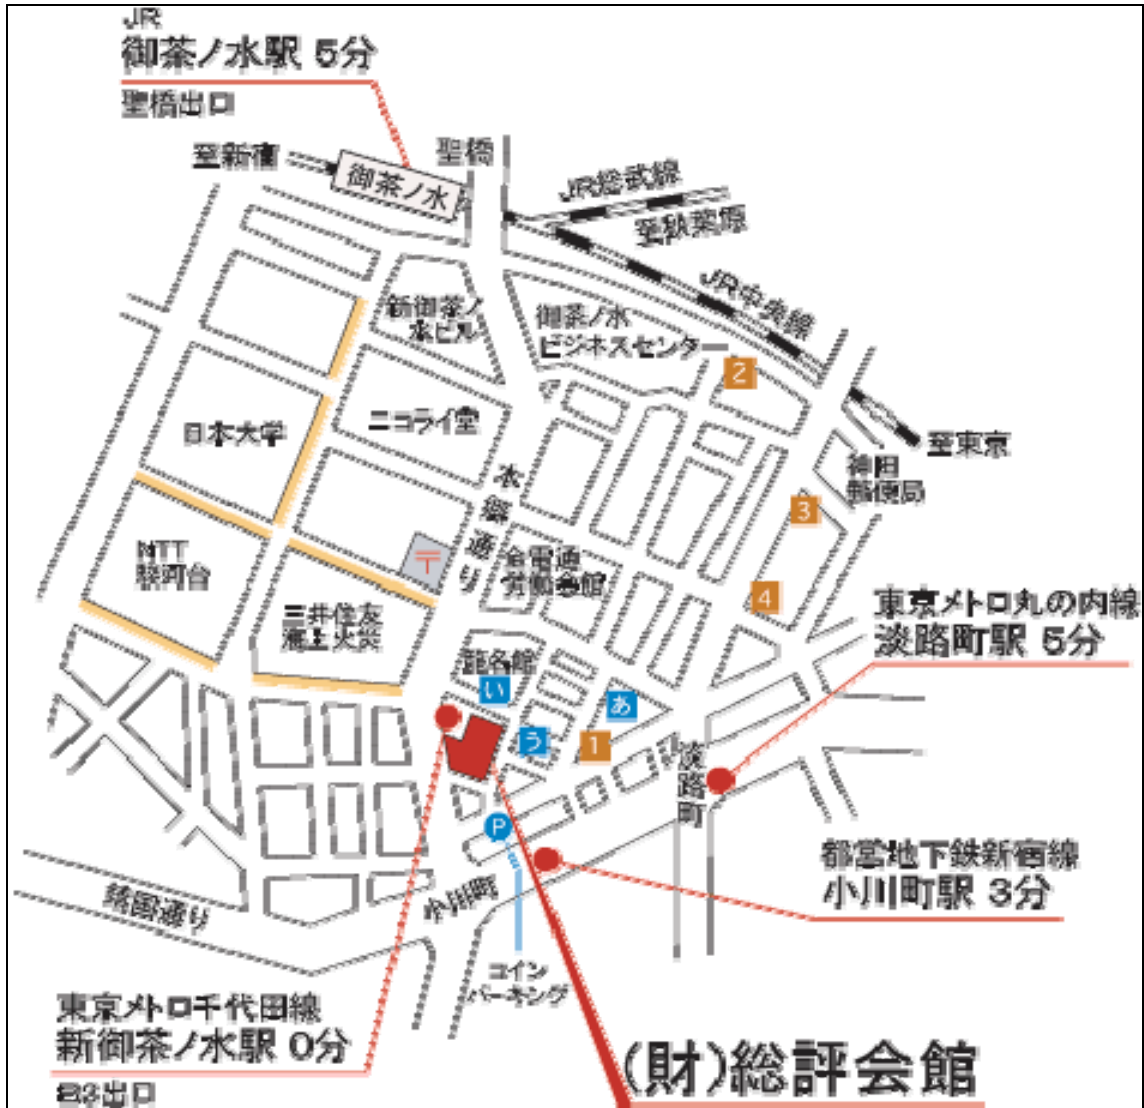 JR
御茶ノ水駅 5分
聖橋出口
至新宿
御茶ノ水
聖橋
JR総武線
至秋葉原
JR中央線
新御茶ノ
水ビル
御茶ノ水
ビジネスセンター
2
日本大学
ニコライ堂
至東京
神田
郵便局
本郷通り
3
NTT
駿河台
〒
全電通
労働会館
4
三井住友
海上火災
東京メトロ丸の内線
淡路町駅 5分
龍名館
い
あ
う
1
淡路町
P
都営地下鉄新宿線
小川町駅 3分
靖国通り
小川町
コイン
パーキング
東京メトロ千代田線
新御茶ノ水駅 0分
B3出口
(財)総評会館